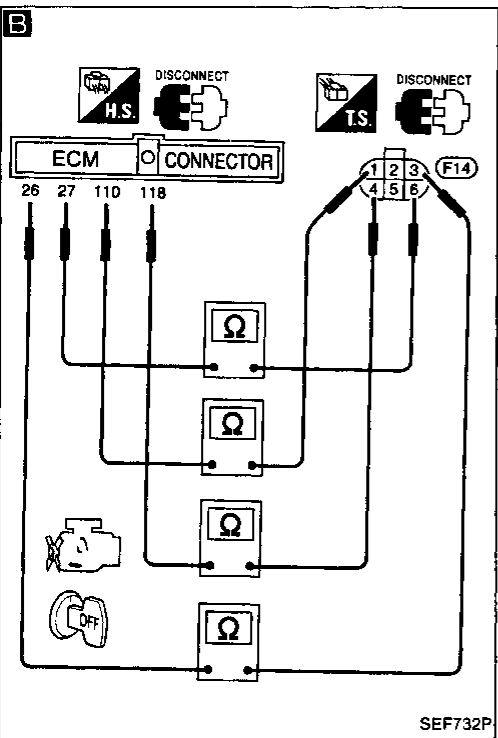 B
DISCONNECT
H.S.
DISCONNECT
T.S.
ECM CONNECTOR
26 27 110 118
1 2 3
4 5 6
F14
Ω
Ω
Ω
Ω
OFF
SEF732P